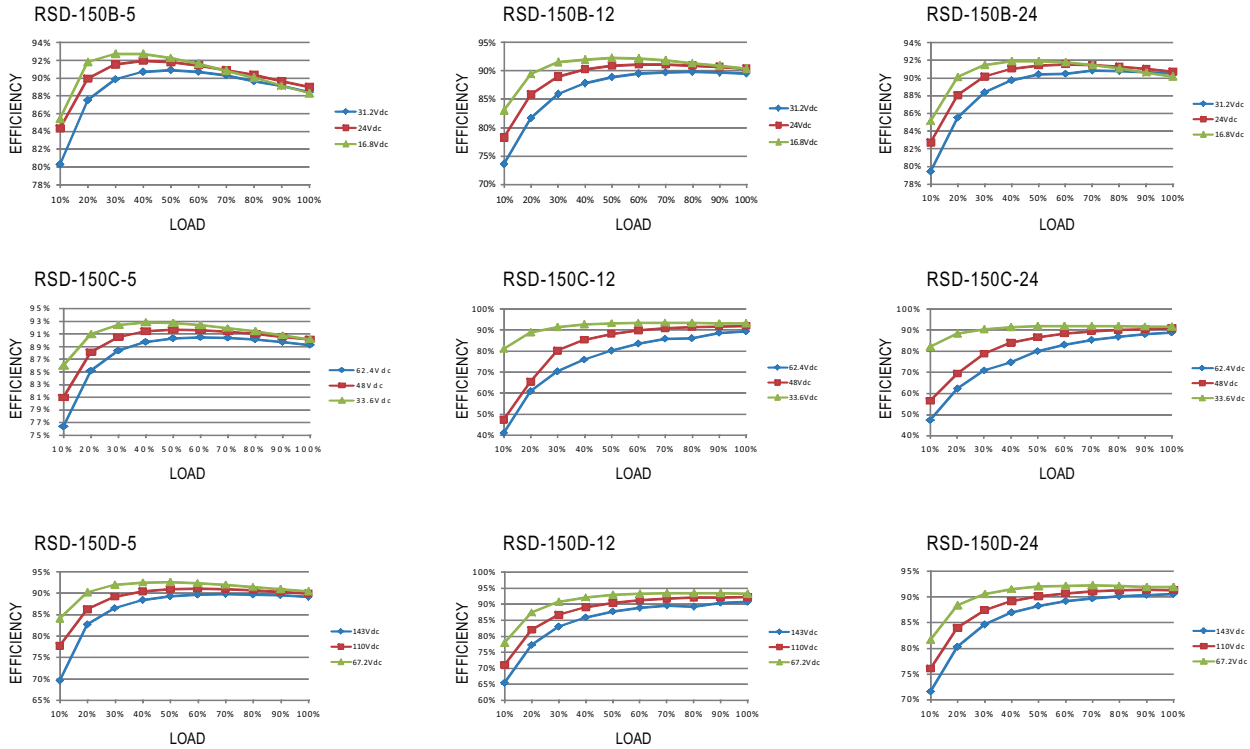 RSD-150B-5
94%
92%
90%
88%
86%
84%
82%
80%
78%
EFFICIENCY
10% 20% 30% 40% 50% 60% 70% 80% 90% 100%
LOAD
31.2Vdc
24Vdc
16.8Vdc
RSD-150B-12
95%
90%
85%
80%
75%
70%
EFFICIENCY
10% 20% 30% 40% 50% 60% 70% 80% 90% 100%
LOAD
31.2Vdc
24Vdc
16.8Vdc
RSD-150B-24
94%
92%
90%
88%
86%
84%
82%
80%
78%
EFFICIENCY
10% 20% 30% 40% 50% 60% 70% 80% 90% 100%
LOAD
31.2Vdc
24Vdc
16.8Vdc
RSD-150C-5
95%
93%
91%
89%
87%
85%
83%
81%
79%
77%
75%
EFFICIENCY
10% 20% 30% 40% 50% 60% 70% 80% 90% 100%
LOAD
62.4Vdc
48Vdc
33.6Vdc
RSD-150C-12
100%
90%
80%
70%
60%
50%
40%
EFFICIENCY
10% 20% 30% 40% 50% 60% 70% 80% 90% 100%
LOAD
62.4Vdc
48Vdc
33.6Vdc
RSD-150C-24
100%
90%
80%
70%
60%
50%
40%
EFFICIENCY
10% 20% 30% 40% 50% 60% 70% 80% 90% 100%
LOAD
62.4Vdc
48Vdc
33.6Vdc
RSD-150D-5
95%
90%
85%
80%
75%
70%
65%
EFFICIENCY
10% 20% 30% 40% 50% 60% 70% 80% 90% 100%
LOAD
143Vdc
110Vdc
67.2Vdc
RSD-150D-12
100%
95%
90%
85%
80%
75%
70%
65%
60%
EFFICIENCY
10% 20% 30% 40% 50% 60% 70% 80% 90% 100%
LOAD
143Vdc
110Vdc
67.2Vdc
RSD-150D-24
95%
90%
85%
80%
75%
70%
EFFICIENCY
10% 20% 30% 40% 50% 60% 70% 80% 90% 100%
LOAD
143Vdc
110Vdc
67.2Vdc